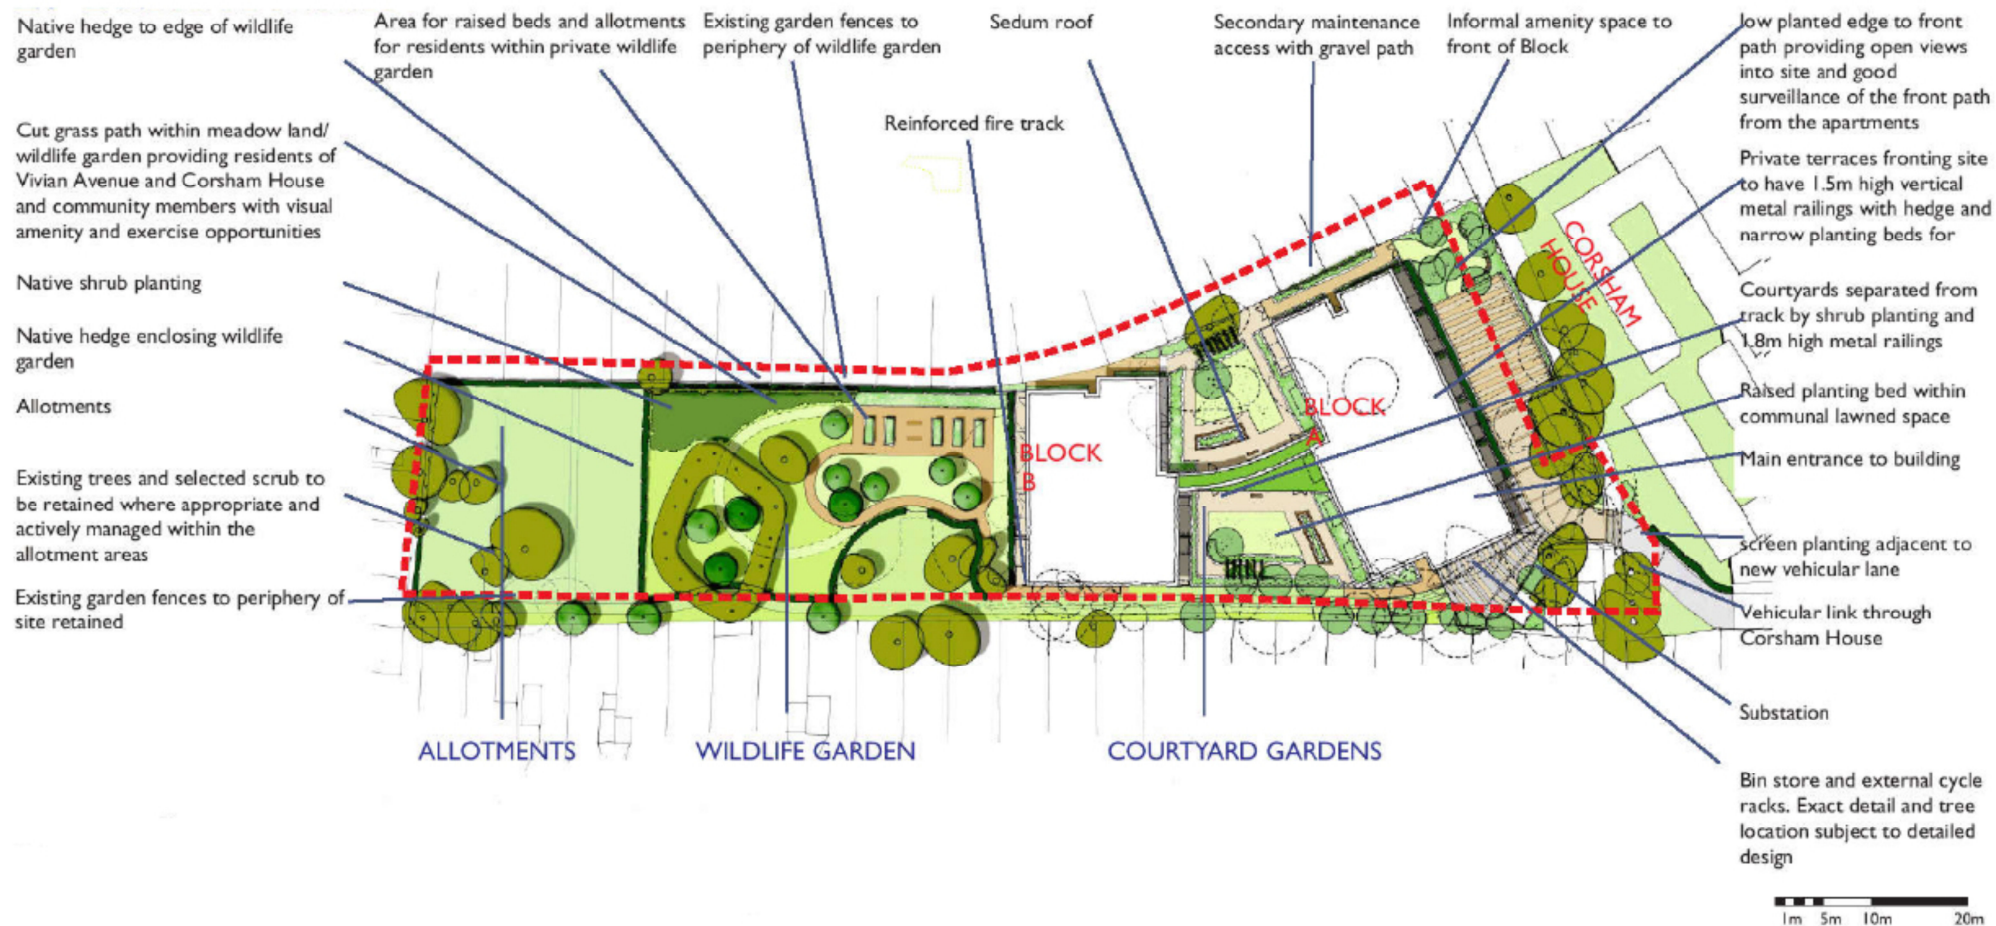 Native hedge to edge of wildlife
garden
Area for raised beds and allotments
for residents within private wildlife
garden
Existing garden fences to
periphery of wildlife garden
Sedum roof
Secondary maintenance
access with gravel path
Informal amenity space to
front of Block
low planted edge to front
path providing open views
into site and good
surveillance of the front path
from the apartments
Reinforced fire track
Cut grass path within meadow land/
wildlife garden providing residents of
Vivian Avenue and Corsham House
and community members with visual
amenity and exercise opportunities
Native shrub planting
Native hedge enclosing wildlife
garden
Allotments
Existing trees and selected scrub to
be retained where appropriate and
actively managed within the
allotment areas
Existing garden fences to periphery of
site retained
Private terraces fronting site
to have 1.5m high vertical
metal railings with hedge and
narrow planting beds for
Courtyards separated from
track by shrub planting and
1.8m high metal railings
Raised planting bed within
communal lawned space
Main entrance to building
screen planting adjacent to
new vehicular lane
Vehicular link through
Corsham House
Substation
Bin store and external cycle
racks. Exact detail and tree
location subject to detailed
design
CORSHAM
HOUSE
BLOCK
A
BLOCK
B
ALLOTMENTS
WILDLIFE GARDEN
COURTYARD GARDENS
1m 5m 10m 20m